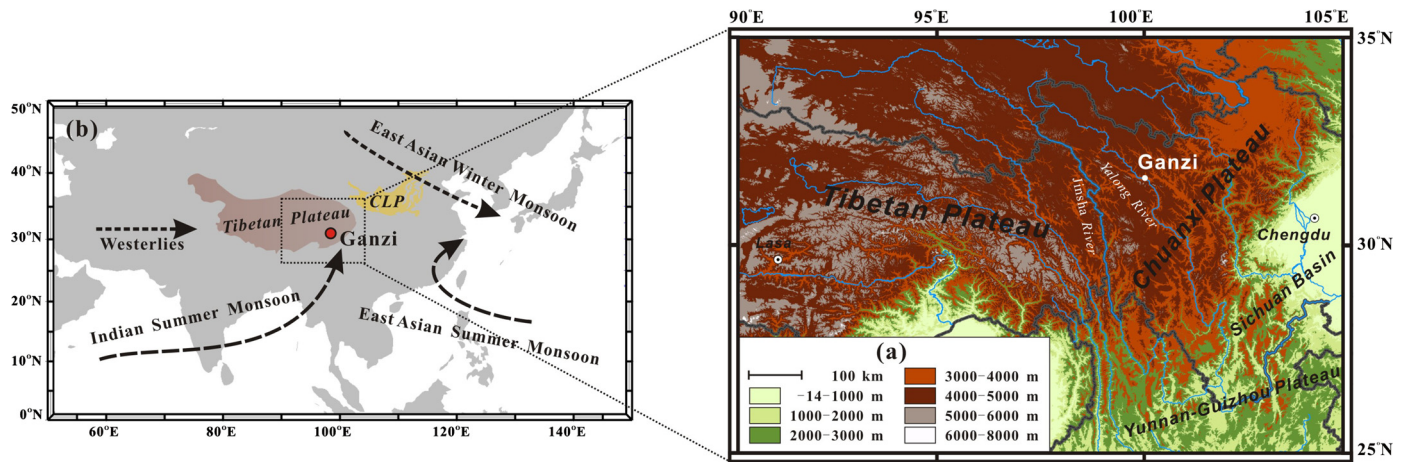 50°N
40°N
30°N
20°N
10°N
0°N
60°E
80°E
100°E
120°E
140°E
(b)
East Asian Winter Monsoon
CLP
Tibetan Plateau
Westerlies
Ganzi
Indian Summer Monsoon
East Asian Summer Monsoon
90°E
95°E
100°E
105°E
35°N
30°N
25°N
Ganzi
Yalong River
Jinsha River
Tibetan Plateau
Chuanxi Plateau
Lasa
Chengdu
Sichuan Basin
Yunnan-Guizhou Plateau
(a)
100 km
-14-1000 m
1000-2000 m
2000-3000 m
3000-4000 m
4000-5000 m
5000-6000 m
6000-8000 m